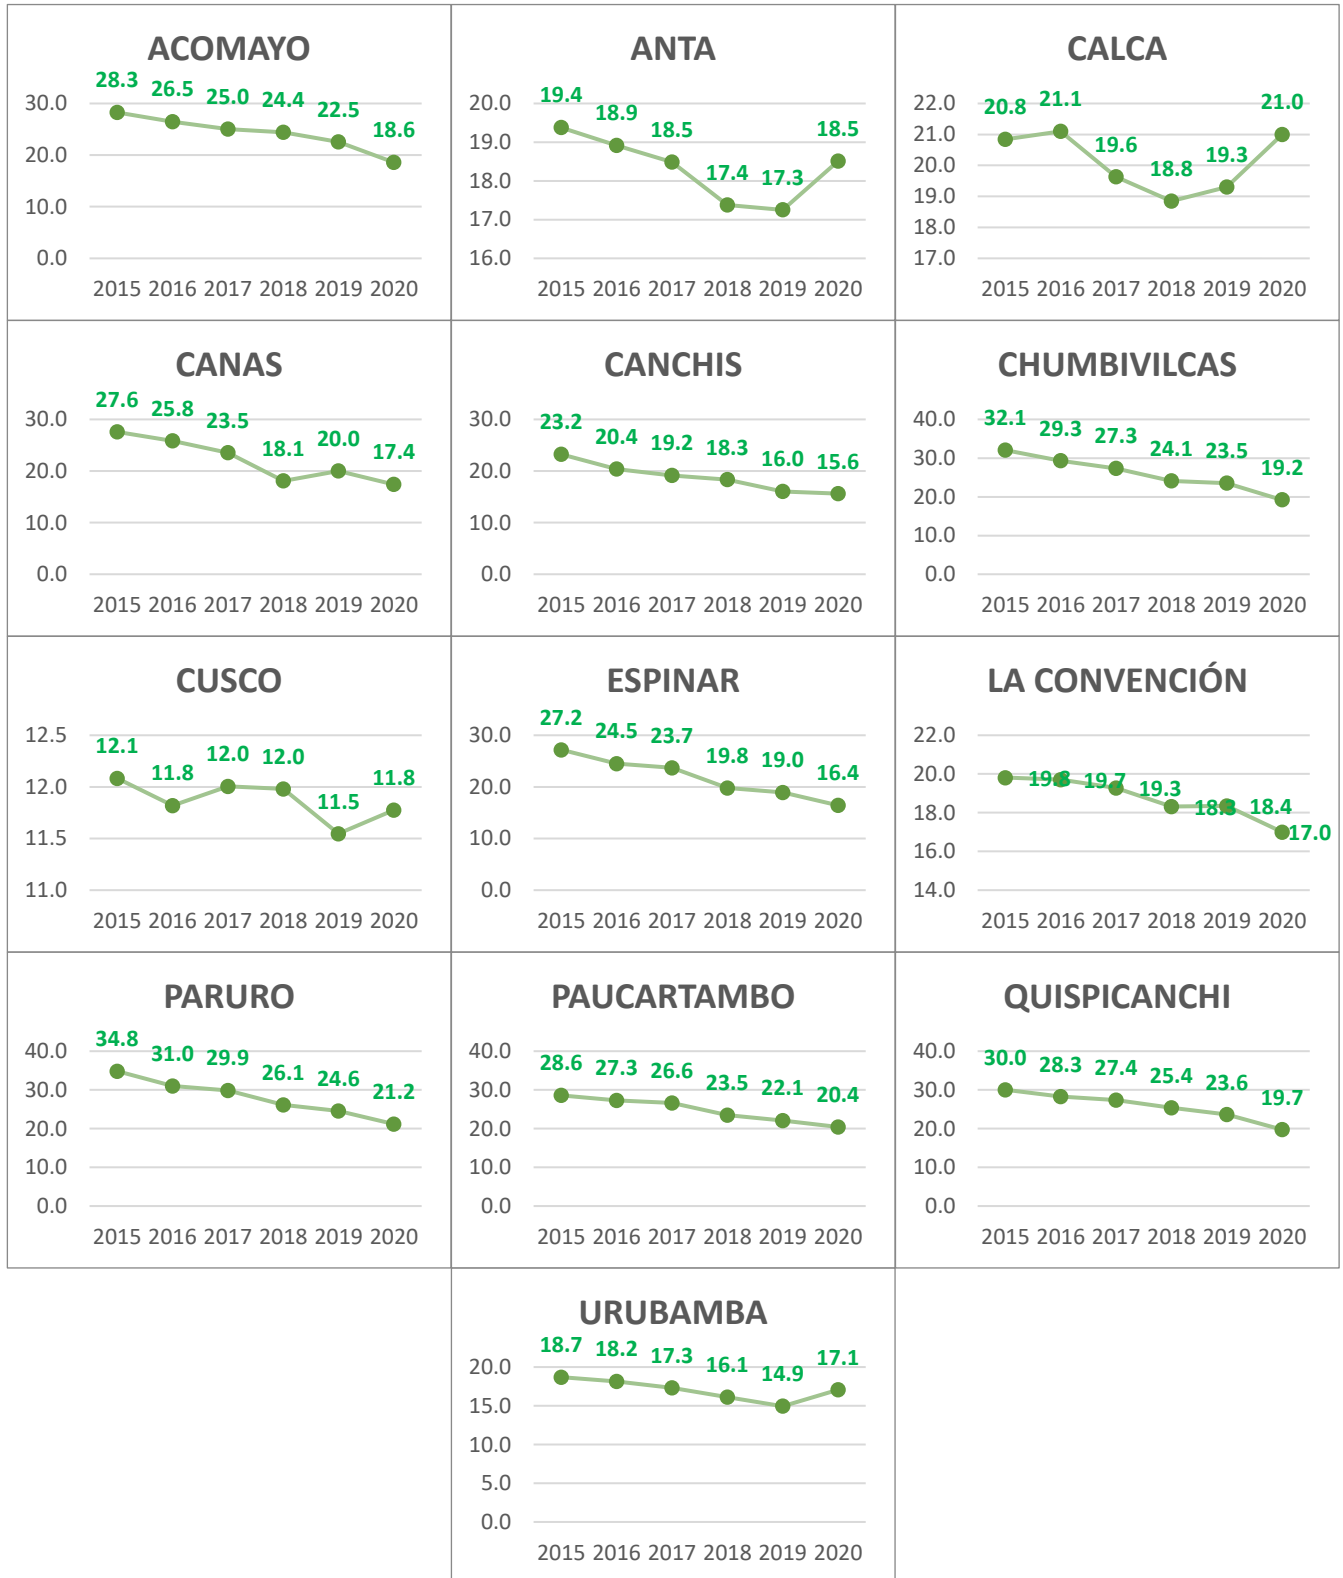 ACOMAYO
28.3 26.5 25.0 24.4 22.5 18.6
30.0
20.0
10.0
0.0
2015 2016 2017 2018 2019 2020
ANTA
19.4 18.9 18.5 17.4 17.3 18.5
20.0
19.0
18.0
17.0
16.0
2015 2016 2017 2018 2019 2020
CALCA
20.8 21.1 19.6 18.8 19.3 21.0
22.0
21.0
20.0
19.0
18.0
17.0
2015 2016 2017 2018 2019 2020
CANAS
27.6 25.8 23.5 18.1 20.0 17.4
30.0
20.0
10.0
0.0
2015 2016 2017 2018 2019 2020
CANCHIS
23.2 20.4 19.2 18.3 16.0 15.6
30.0
20.0
10.0
0.0
2015 2016 2017 2018 2019 2020
CHUMBIVILCAS
32.1 29.3 27.3 24.1 23.5 19.2
40.0
30.0
20.0
10.0
0.0
2015 2016 2017 2018 2019 2020
CUSCO
12.1 11.8 12.0 12.0 11.5 11.8
12.5
12.0
11.5
11.0
2015 2016 2017 2018 2019 2020
ESPINAR
27.2 24.5 23.7 19.8 19.0 16.4
30.0
20.0
10.0
0.0
2015 2016 2017 2018 2019 2020
LA CONVENCIÓN
19.8 19.7 19.3 18.3 18.4 17.0
22.0
20.0
18.0
16.0
14.0
2015 2016 2017 2018 2019 2020
PARURO
34.8 31.0 29.9 26.1 24.6 21.2
40.0
30.0
20.0
10.0
0.0
2015 2016 2017 2018 2019 2020
PAUCARTAMBO
28.6 27.3 26.6 23.5 22.1 20.4
40.0
30.0
20.0
10.0
0.0
2015 2016 2017 2018 2019 2020
QUISPICANCHI
30.0 28.3 27.4 25.4 23.6 19.7
40.0
30.0
20.0
10.0
0.0
2015 2016 2017 2018 2019 2020
URUBAMBA
18.7 18.2 17.3 16.1 14.9 17.1
20.0
15.0
10.0
5.0
0.0
2015 2016 2017 2018 2019 2020